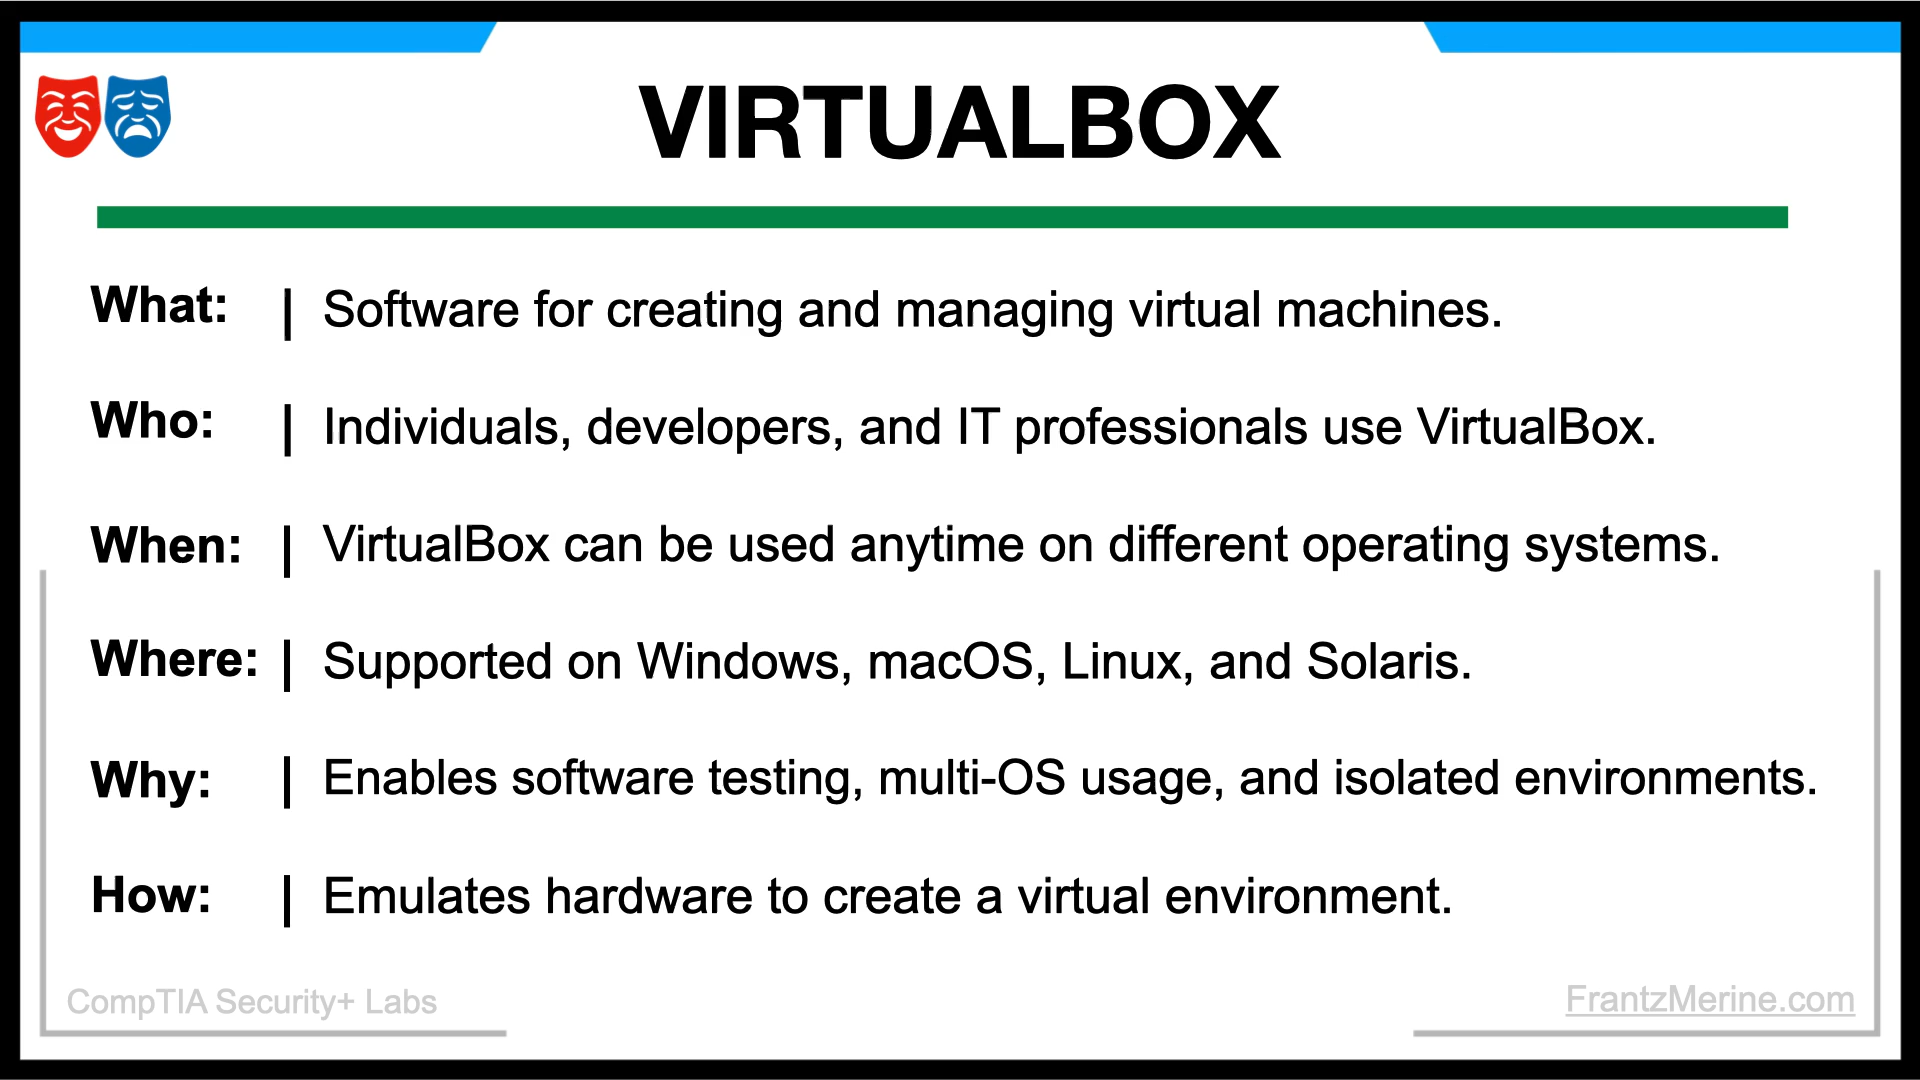 VIRTUALBOX
What: | Software for creating and managing virtual machines.
Who: | Individuals, developers, and IT professionals use VirtualBox.
When: | VirtualBox can be used anytime on different operating systems.
Where: | Supported on Windows, macOS, Linux, and Solaris.
Why: | Enables software testing, multi-OS usage, and isolated environments.
How: | Emulates hardware to create a virtual environment.
CompTIA Security+ Labs
FrantzMerine.com